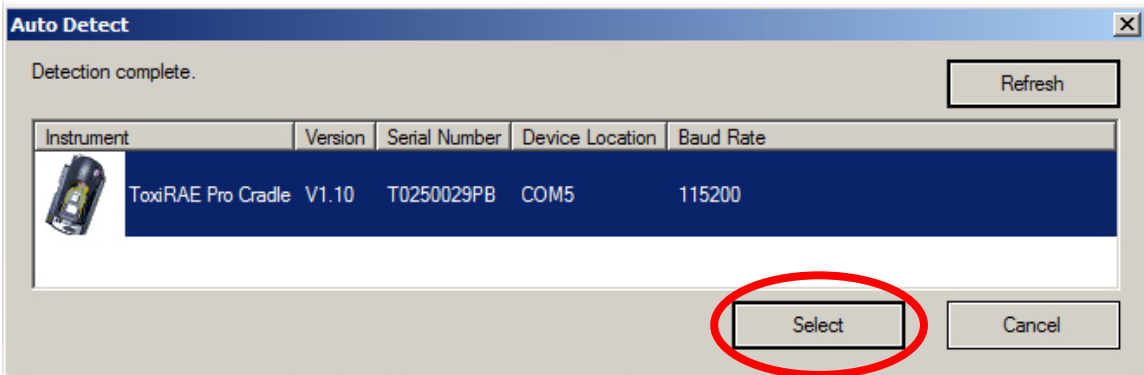 Auto Detect
Detection complete.
Refresh
Instrument Version Serial Number Device Location Baud Rate
ToxiRAE Pro Cradle V1.10 T0250029PB COM5 115200
Select Cancel